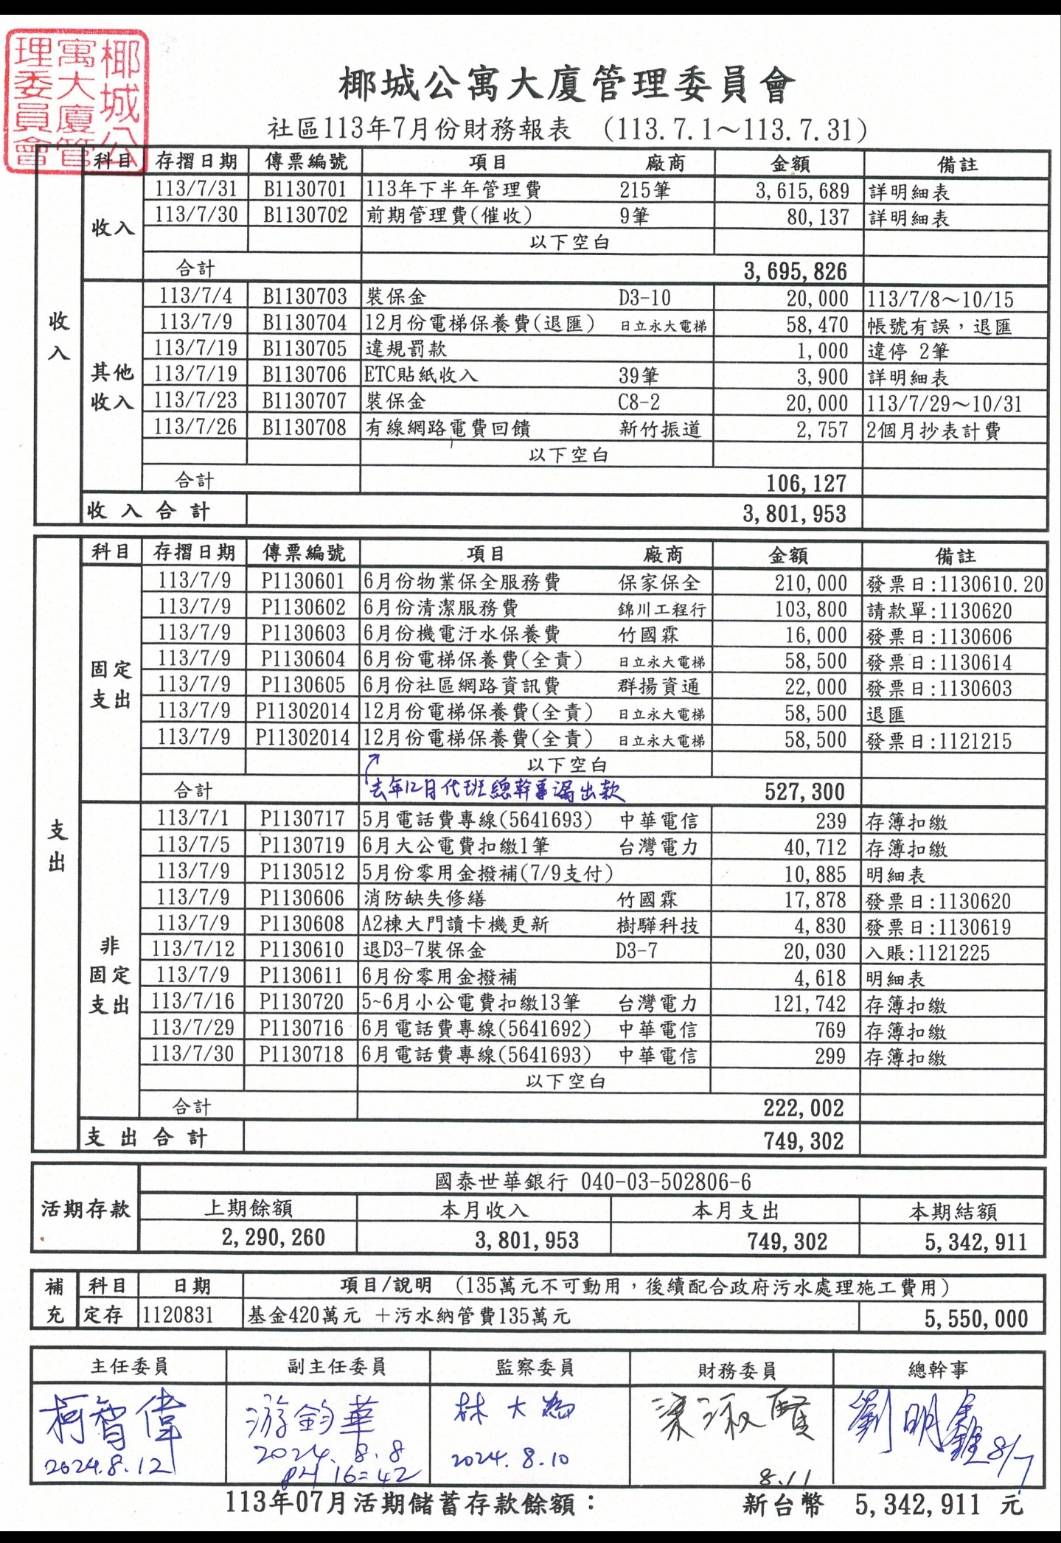 椰城公寓大廈管理委員會
椰城公寓大廈管理委員會
社區113年7月份財務報表 (113.7.1～113.7.31)
科目 存摺日期 傳票編號 項目 廠商 金額 備註
收入
收入
113/7/31 B1130701 113年下半年管理費 215筆 3,615,689 詳明細表
113/7/30 B1130702 前期管理費(催收) 9筆 80,137 詳明細表
以下空白
合計 3,695,826
其他收入
113/7/4 B1130703 裝保金 D3-10 20,000 113/7/8～10/15
113/7/9 B1130704 12月份電梯保養費(退匯) 日立永大電梯 58,470 帳號有誤，退匯
113/7/19 B1130705 違規罰款 1,000 違停 2筆
113/7/19 B1130706 ETC貼紙收入 39筆 3,900 詳明細表
113/7/23 B1130707 裝保金 C8-2 20,000 113/7/29～10/31
113/7/26 B1130708 有線網路電費回饋 新竹振道 2,757 2個月抄表計費
以下空白
合計 106,127
收入合計 3,801,953
科目 存摺日期 傳票編號 項目 廠商 金額 備註
支出
固定支出
113/7/9 P1130601 6月份物業保全服務費 保家保全 210,000 發票日:1130610.20
113/7/9 P1130602 6月份清潔服務費 錦川工程行 103,800 請款單:1130620
113/7/9 P1130603 6月份機電汙水保養費 竹國霖 16,000 發票日:1130606
113/7/9 P1130604 6月份電梯保養費(全責) 日立永大電梯 58,500 發票日:1130614
113/7/9 P1130605 6月份社區網路資訊費 群揚資通 22,000 發票日:1130603
113/7/9 P11302014 12月份電梯保養費(全責) 日立永大電梯 58,500 退匯
113/7/9 P11302014 12月份電梯保養費(全責) 日立永大電梯 58,500 發票日:1121215
以下空白
去年12月代班總幹事漏出款
合計 527,300
非固定支出
113/7/1 P1130717 5月電話費專線(5641693) 中華電信 239 存薄扣繳
113/7/5 P1130719 6月大公電費扣繳1筆 台灣電力 40,712 存薄扣繳
113/7/9 P1130512 5月份零用金撥補(7/9支付) 10,885 明細表
113/7/9 P1130606 消防缺失修繕 竹國霖 17,878 發票日:1130620
113/7/9 P1130608 A2棟大門讀卡機更新 樹驊科技 4,830 發票日:1130619
113/7/12 P1130610 退D3-7裝保金 D3-7 20,030 入賬:1121225
113/7/9 P1130611 6月份零用金撥補 4,618 明細表
113/7/16 P1130720 5~6月小公電費扣繳13筆 台灣電力 121,742 存薄扣繳
113/7/29 P1130716 6月電話費專線(5641692) 中華電信 769 存薄扣繳
113/7/30 P1130718 6月電話費專線(5641693) 中華電信 299 存薄扣繳
以下空白
合計 222,002
支出合計 749,302
活期存款
國泰世華銀行 040-03-502806-6
上期餘額 本月收入 本月支出 本期結額
2,290,260 3,801,953 749,302 5,342,911
補充
科目 日期 項目/說明 (135萬元不可動用，後續配合政府污水處理施工費用)
定存 1120831 基金420萬元 ＋污水納管費135萬元 5,550,000
主任委員 副主任委員 監察委員 財務委員 總幹事
柯智偉 游鈞華 林大為 梁淑賢 劉明鑫
2024.8.12 2024.8.8 2024.8.10 8.11 8/7
PM 16:42
113年07月活期儲蓄存款餘額： 新台幣 5,342,911 元